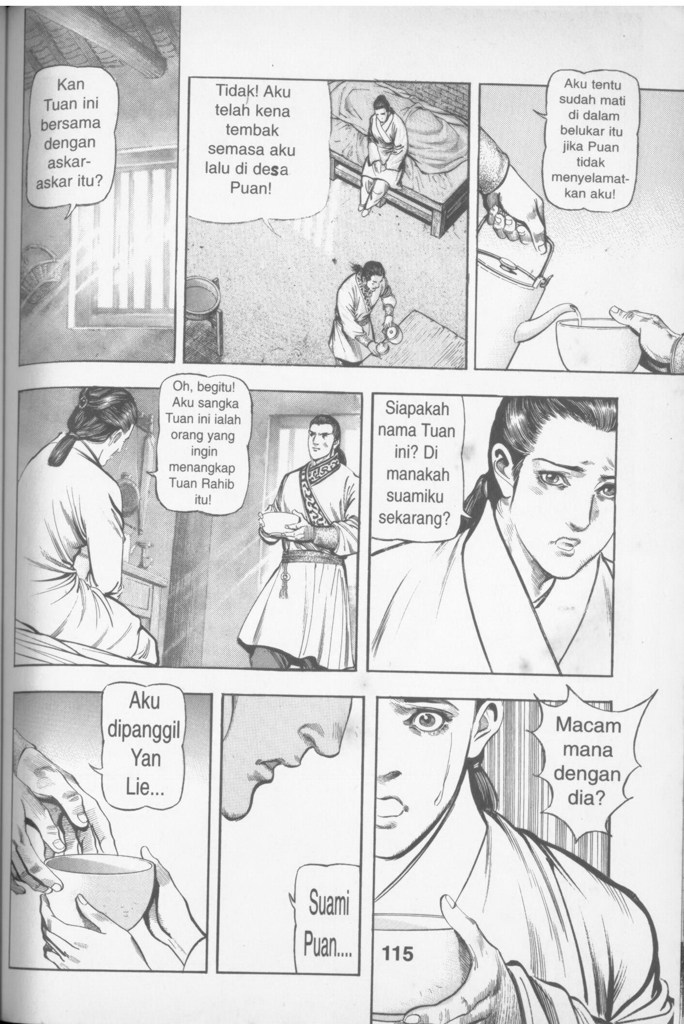 Kan
Tuan ini
bersama
dengan
askar-
askar itu?
Tidak! Aku
telah kena
tembak
semasa aku
lalu di desa
Puan!
Aku tentu
sudah mati
di dalam
belukar itu
jika Puan
tidak
menyelamat-
kan aku!
Oh, begitu!
Aku sangka
Tuan ini ialah
orang yang
ingin
menangkap
Tuan Rahib
itu!
Siapakah
nama Tuan
ini? Di
manakah
suamiku
sekarang?
Aku
dipanggil
Yan
Lie...
Suami
Puan....
Macam
mana
dengan
dia?
115